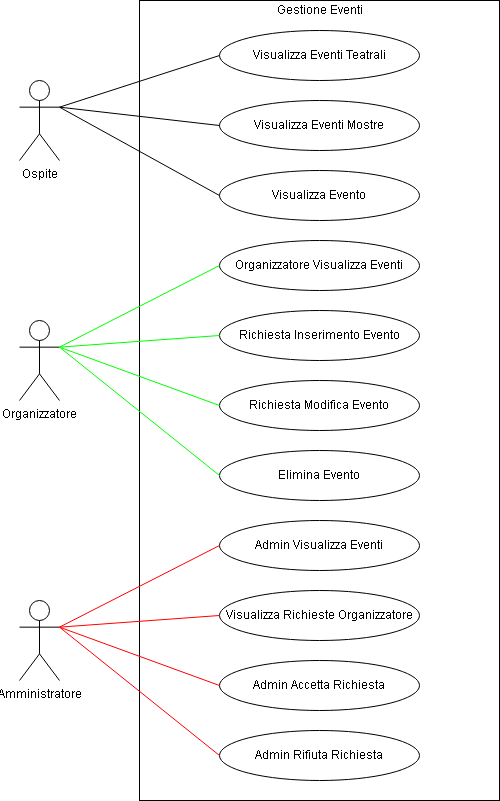 Gestione Eventi
Visualizza Eventi Teatrali
Visualizza Eventi Mostre
Ospite
Visualizza Evento
Organizzatore Visualizza Eventi
Richiesta Inserimento Evento
Organizzatore
Richiesta Modifica Evento
Elimina Evento
Admin Visualizza Eventi
Visualizza Richieste Organizzatore
Amministratore
Admin Accetta Richiesta
Admin Rifiuta Richiesta